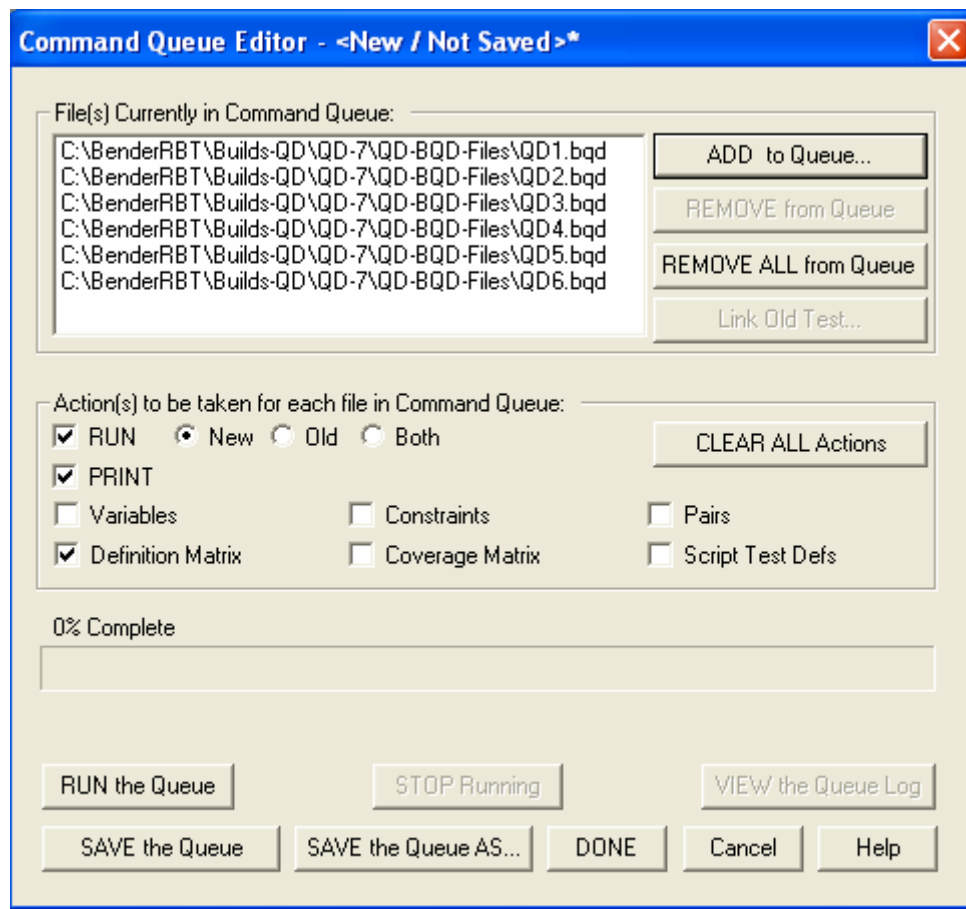 Command Queue Editor - <New / Not Saved>*
File(s) Currently in Command Queue:
C:\BenderRBT\Builds-QD\QD-7\QD-BQD-Files\QD1.bqd
C:\BenderRBT\Builds-QD\QD-7\QD-BQD-Files\QD2.bqd
C:\BenderRBT\Builds-QD\QD-7\QD-BQD-Files\QD3.bqd
C:\BenderRBT\Builds-QD\QD-7\QD-BQD-Files\QD4.bqd
C:\BenderRBT\Builds-QD\QD-7\QD-BQD-Files\QD5.bqd
C:\BenderRBT\Builds-QD\QD-7\QD-BQD-Files\QD6.bqd
ADD to Queue...
REMOVE from Queue
REMOVE ALL from Queue
Link Old Test...
Action(s) to be taken for each file in Command Queue:
RUN New Old Both
CLEAR ALL Actions
PRINT
Variables Constraints Pairs
Definition Matrix Coverage Matrix Script Test Defs
0% Complete
RUN the Queue STOP Running VIEW the Queue Log
SAVE the Queue SAVE the Queue AS... DONE Cancel Help